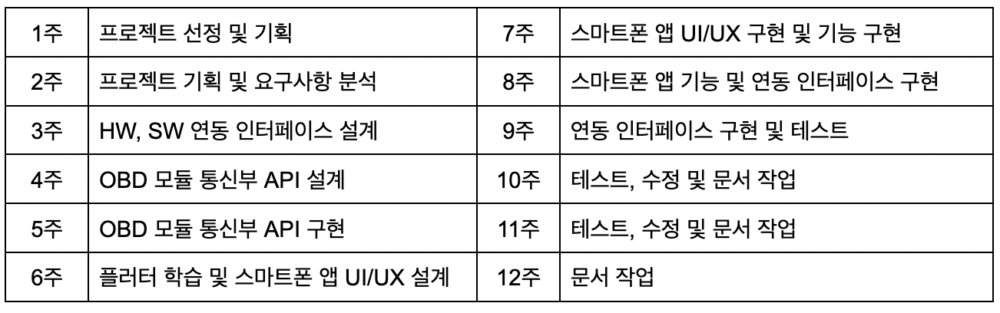 1주 프로젝트 선정 및 기획
2주 프로젝트 기획 및 요구사항 분석
3주 HW, SW 연동 인터페이스 설계
4주 OBD 모듈 통신부 API 설계
5주 OBD 모듈 통신부 API 구현
6주 플러터 학습 및 스마트폰 앱 UI/UX 설계
7주 스마트폰 앱 UI/UX 구현 및 기능 구현
8주 스마트폰 앱 기능 및 연동 인터페이스 구현
9주 연동 인터페이스 구현 및 테스트
10주 테스트, 수정 및 문서 작업
11주 테스트, 수정 및 문서 작업
12주 문서 작업